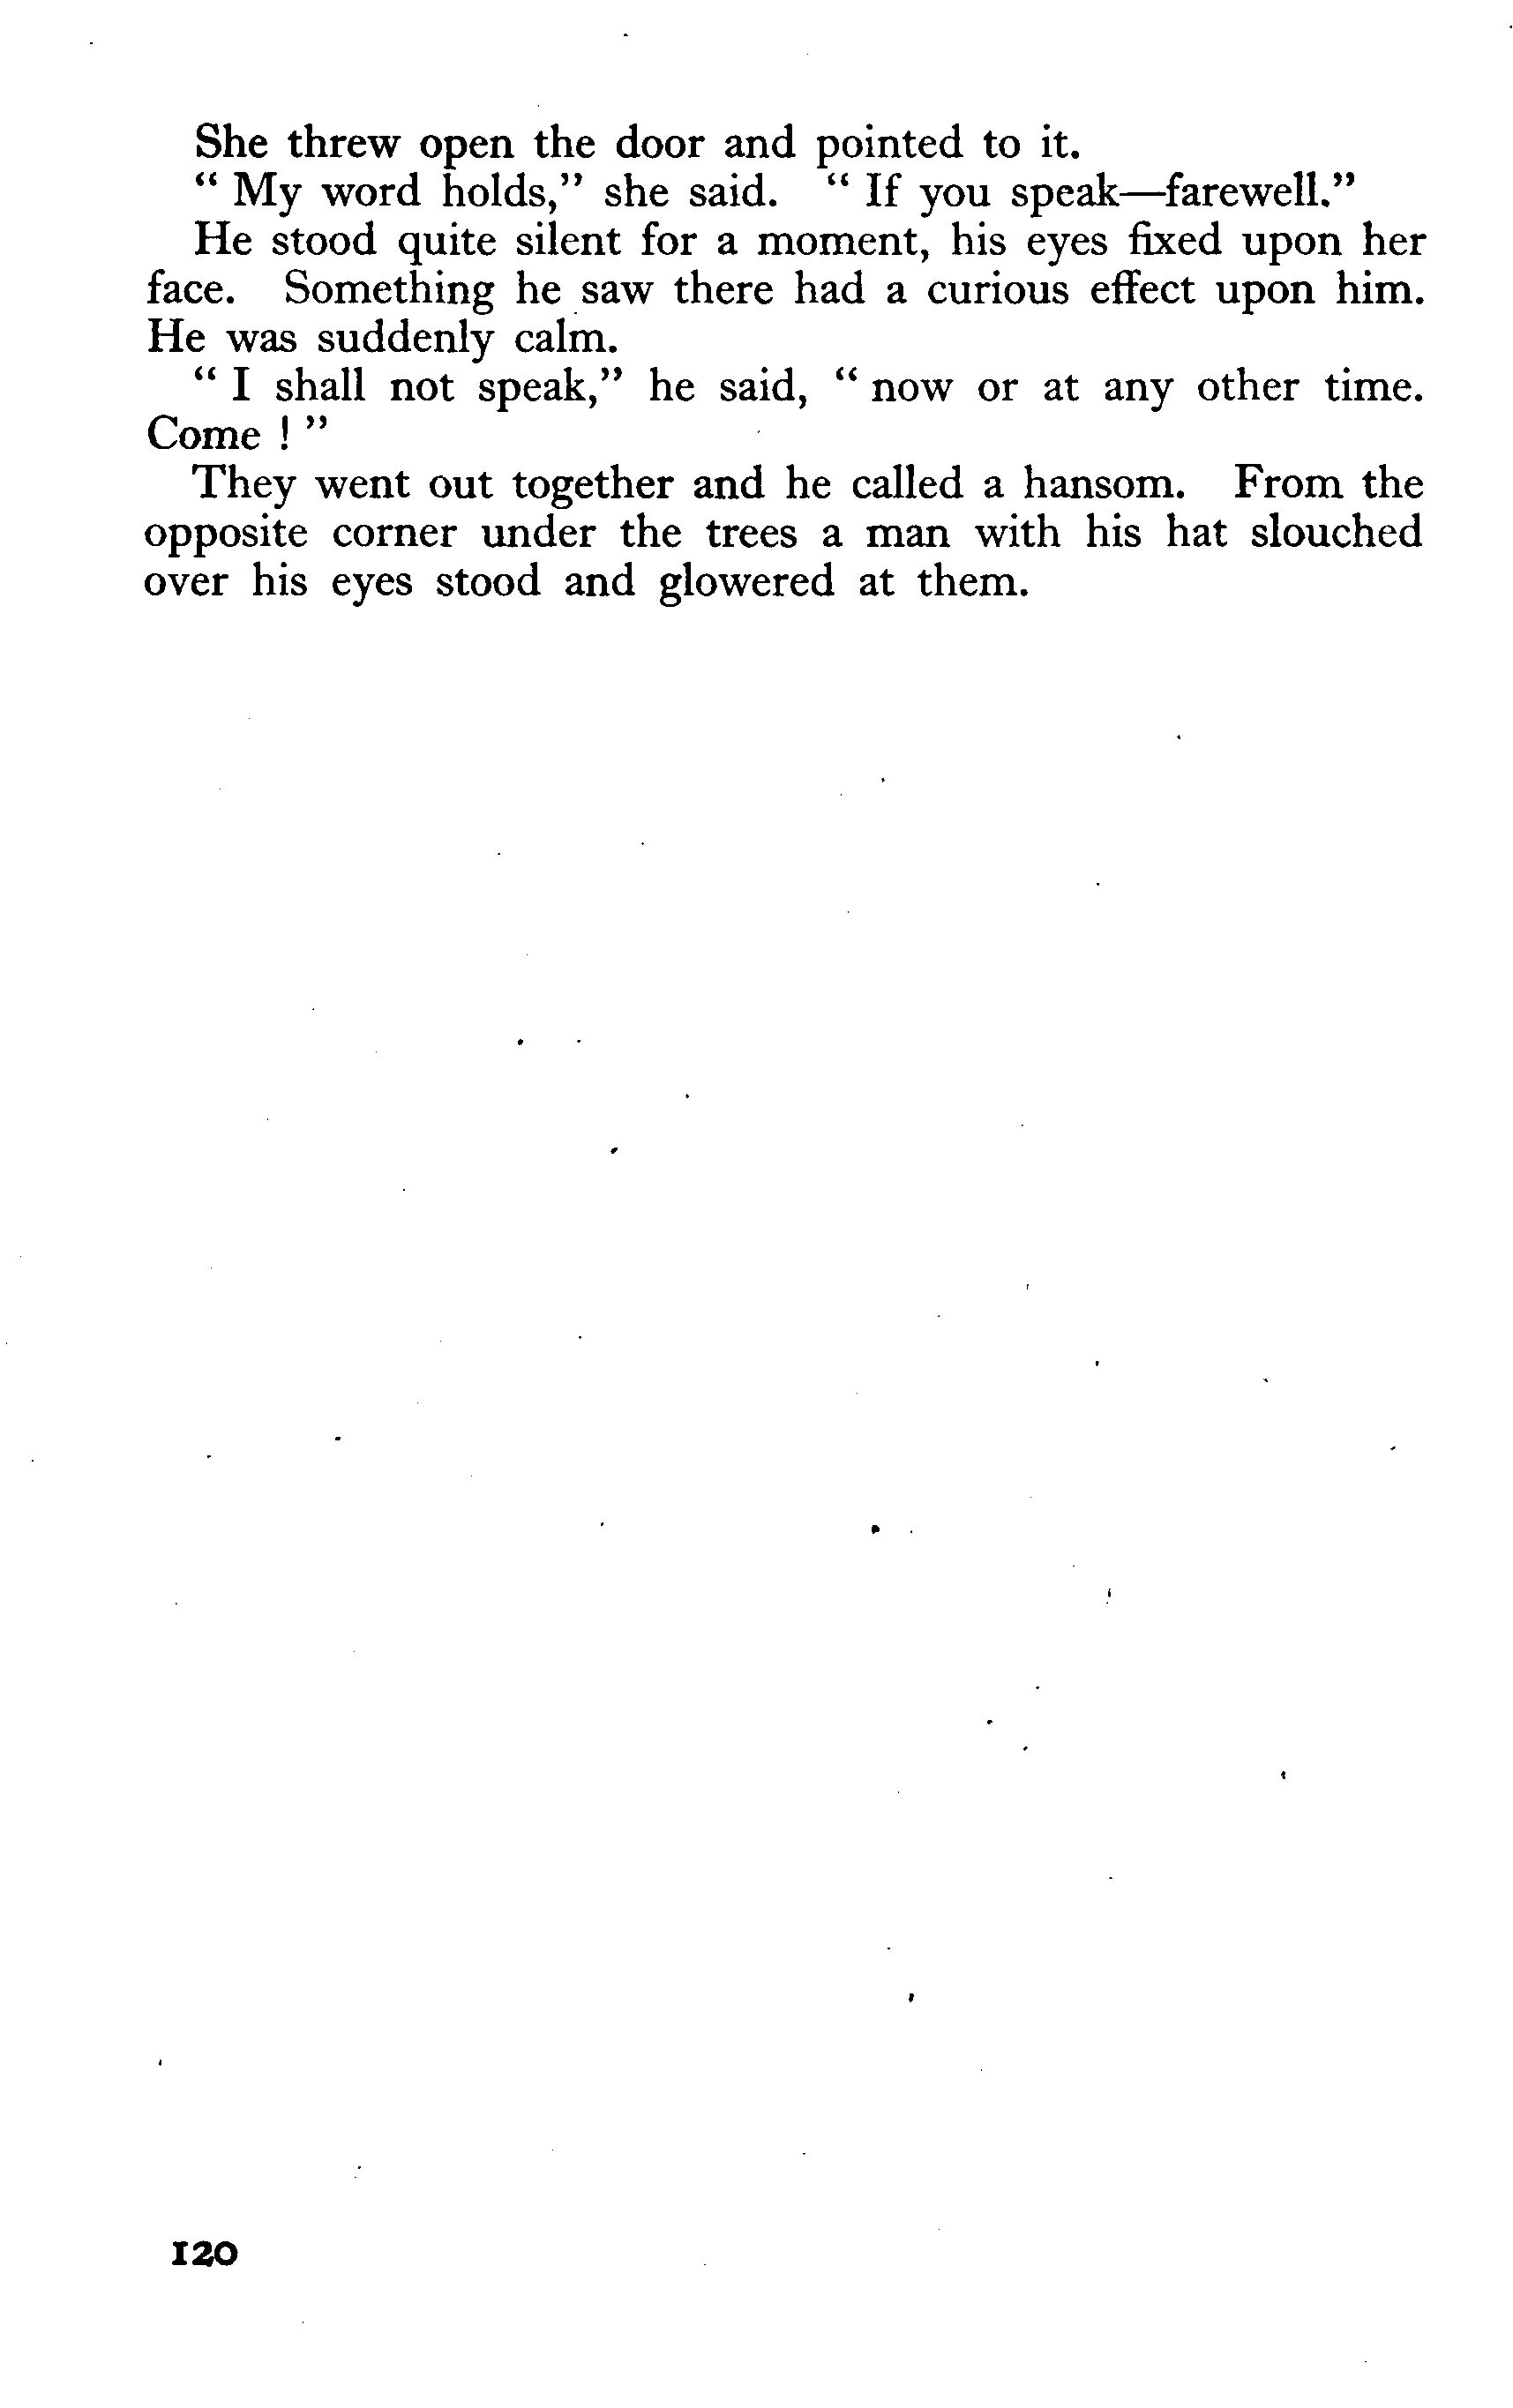 She threw open the door and pointed to it.
“ My word holds,” she said. “ If you speak—farewell.”
He stood quite silent for a moment, his eyes fixed upon her
face. Something he saw there had a curious effect upon him.
He was suddenly calm.
“ I shall not speak,” he said, “ now or at any other time.
Come ! ”
They went out together and he called a hansom. From the
opposite corner under the trees a man with his hat slouched
over his eyes stood and glowered at them.
120